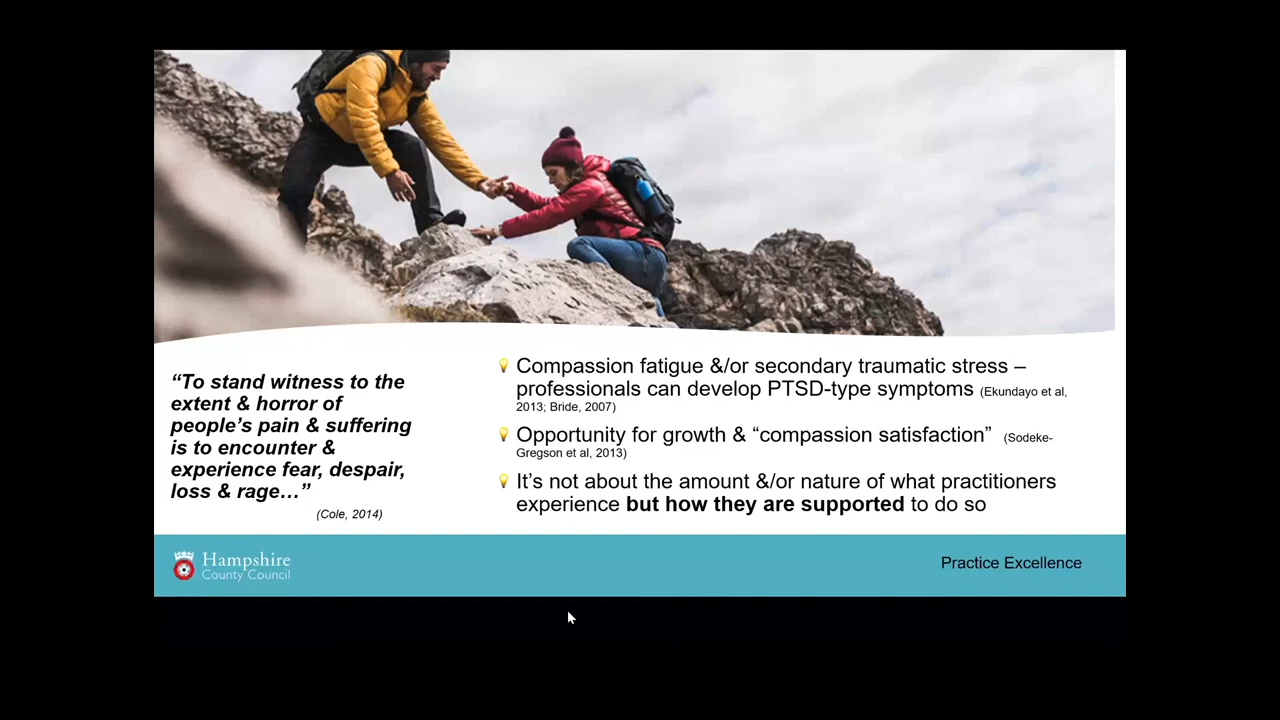 “To stand witness to the
extent & horror of
people’s pain & suffering
is to encounter &
experience fear, despair,
loss & rage…”
(Cole, 2014)
Compassion fatigue &/or secondary traumatic stress –
professionals can develop PTSD-type symptoms (Ekundayo et al,
2013; Bride, 2007)
Opportunity for growth & “compassion satisfaction” (Sodeke-
Gregson et al, 2013)
It’s not about the amount &/or nature of what practitioners
experience but how they are supported to do so
Hampshire
County Council
Practice Excellence